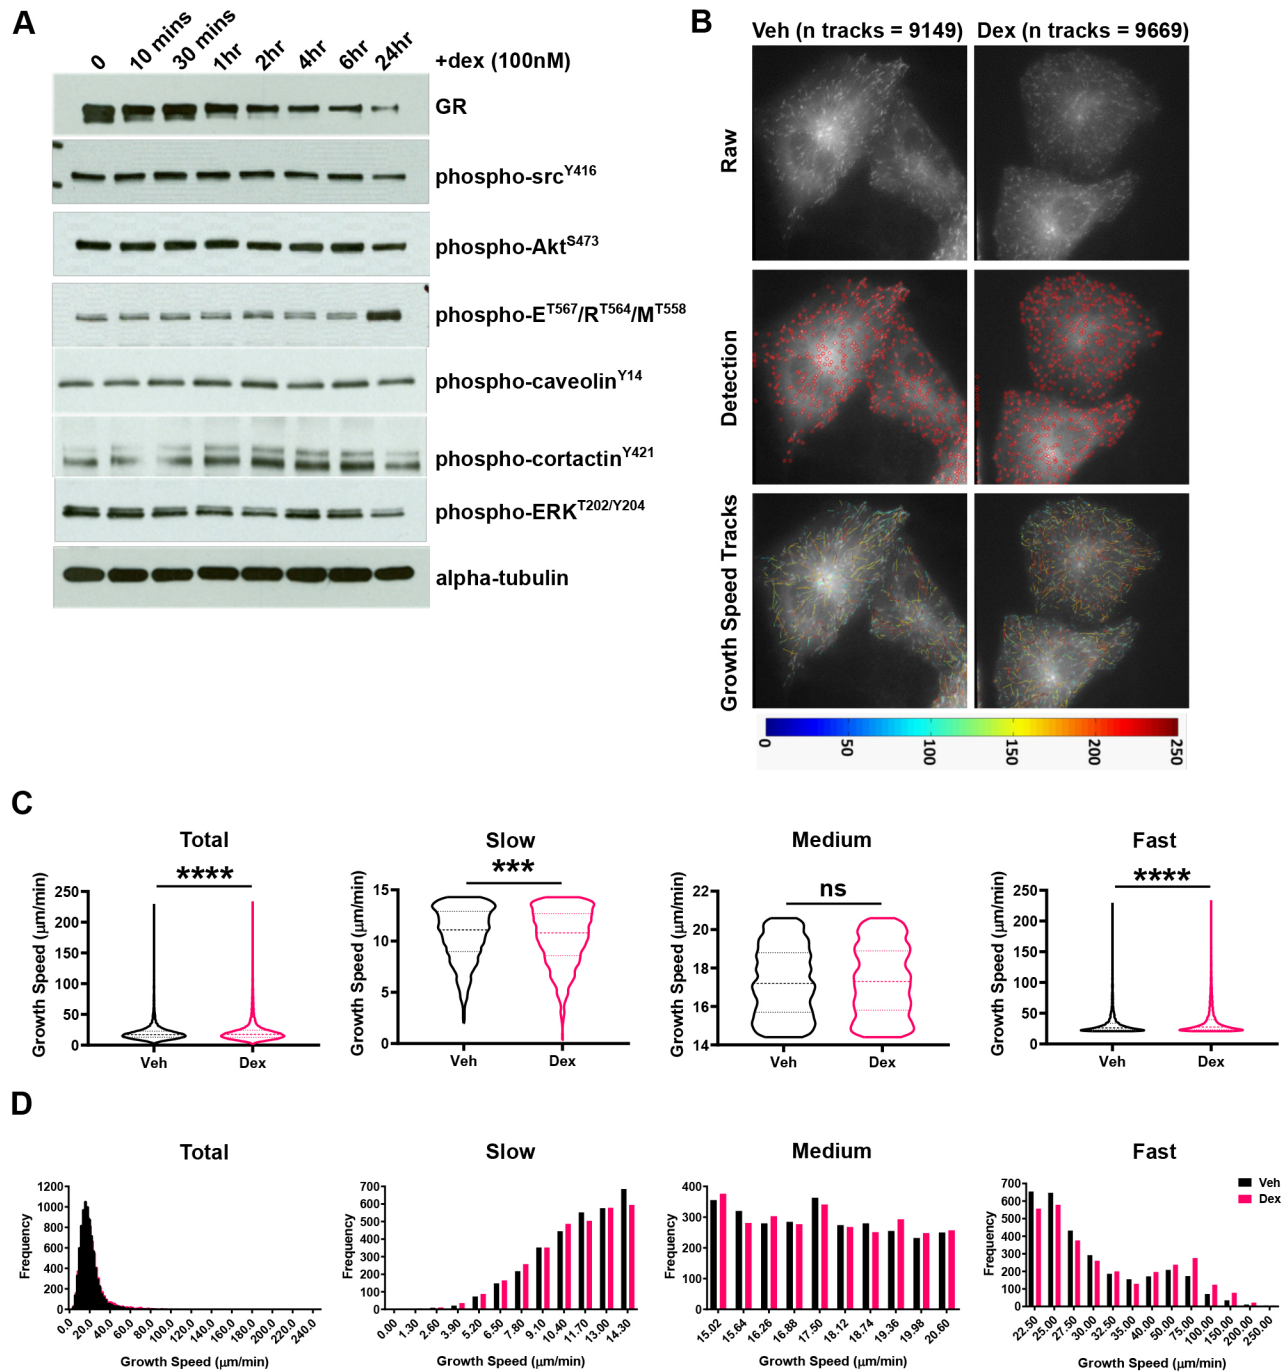 A
0 10 mins 30 mins 1hr 2hr 4hr 6hr 24hr +dex (100nM)
GR
phospho-src^Y416
phospho-Akt^S473
phospho-E^T567/R^T564/M^T558
phospho-caveolin^Y14
phospho-cortactin^Y421
phospho-ERK^T202/Y204
alpha-tubulin
B
Veh (n tracks = 9149) Dex (n tracks = 9669)
Raw
Detection
Growth Speed Tracks
0 50 100 150 200 250
C
Total
****
Growth Speed (μm/min)
250
200
150
100
50
0
Veh Dex
Slow
***
Growth Speed (μm/min)
15
10
5
0
Veh Dex
Medium
ns
Growth Speed (μm/min)
22
20
18
16
14
Veh Dex
Fast
****
Growth Speed (μm/min)
250
200
150
100
50
0
Veh Dex
D
Total
Frequency
1200
1000
800
600
400
200
0
0.0 20.0 40.0 60.0 80.0 100.0 120.0 140.0 160.0 180.0 200.0 220.0 240.0
Growth Speed (μm/min)
Slow
Frequency
700
600
500
400
300
200
100
0
0.00 1.30 2.60 3.90 5.20 6.50 7.80 9.10 10.40 11.70 13.00 14.30
Growth Speed (μm/min)
Medium
Frequency
400
300
200
100
0
15.02 15.64 16.26 16.88 17.50 18.12 18.74 19.36 19.98 20.60
Growth Speed (μm/min)
Fast
Frequency
700
600
500
400
300
200
100
0
22.50 25.00 27.50 30.00 32.50 35.00 40.00 50.00 75.00 100.00 150.00 200.00 250.00
Growth Speed (μm/min)
Veh
Dex